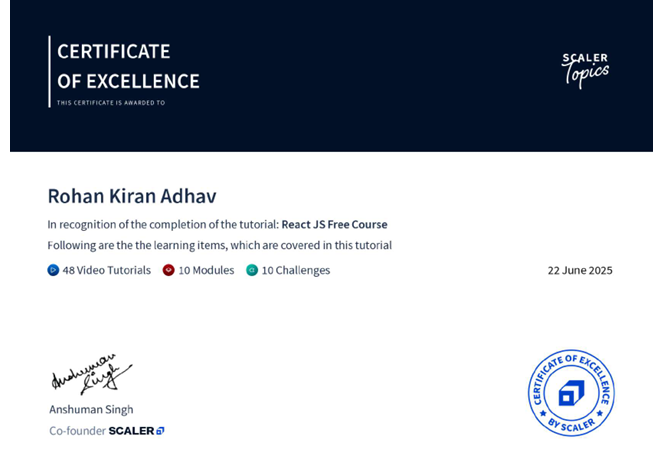 CERTIFICATE
OF EXCELLENCE
THIS CERTIFICATE IS AWARDED TO
SCALER
Topics
Rohan Kiran Adhav
In recognition of the completion of the tutorial: React JS Free Course
Following are the the learning items, which are covered in this tutorial
48 Video Tutorials 10 Modules 10 Challenges
22 June 2025
Anshuman
Singh
Anshuman Singh
Co-founder SCALER
CERTIFICATE OF EXCELLENCE
BY SCALER